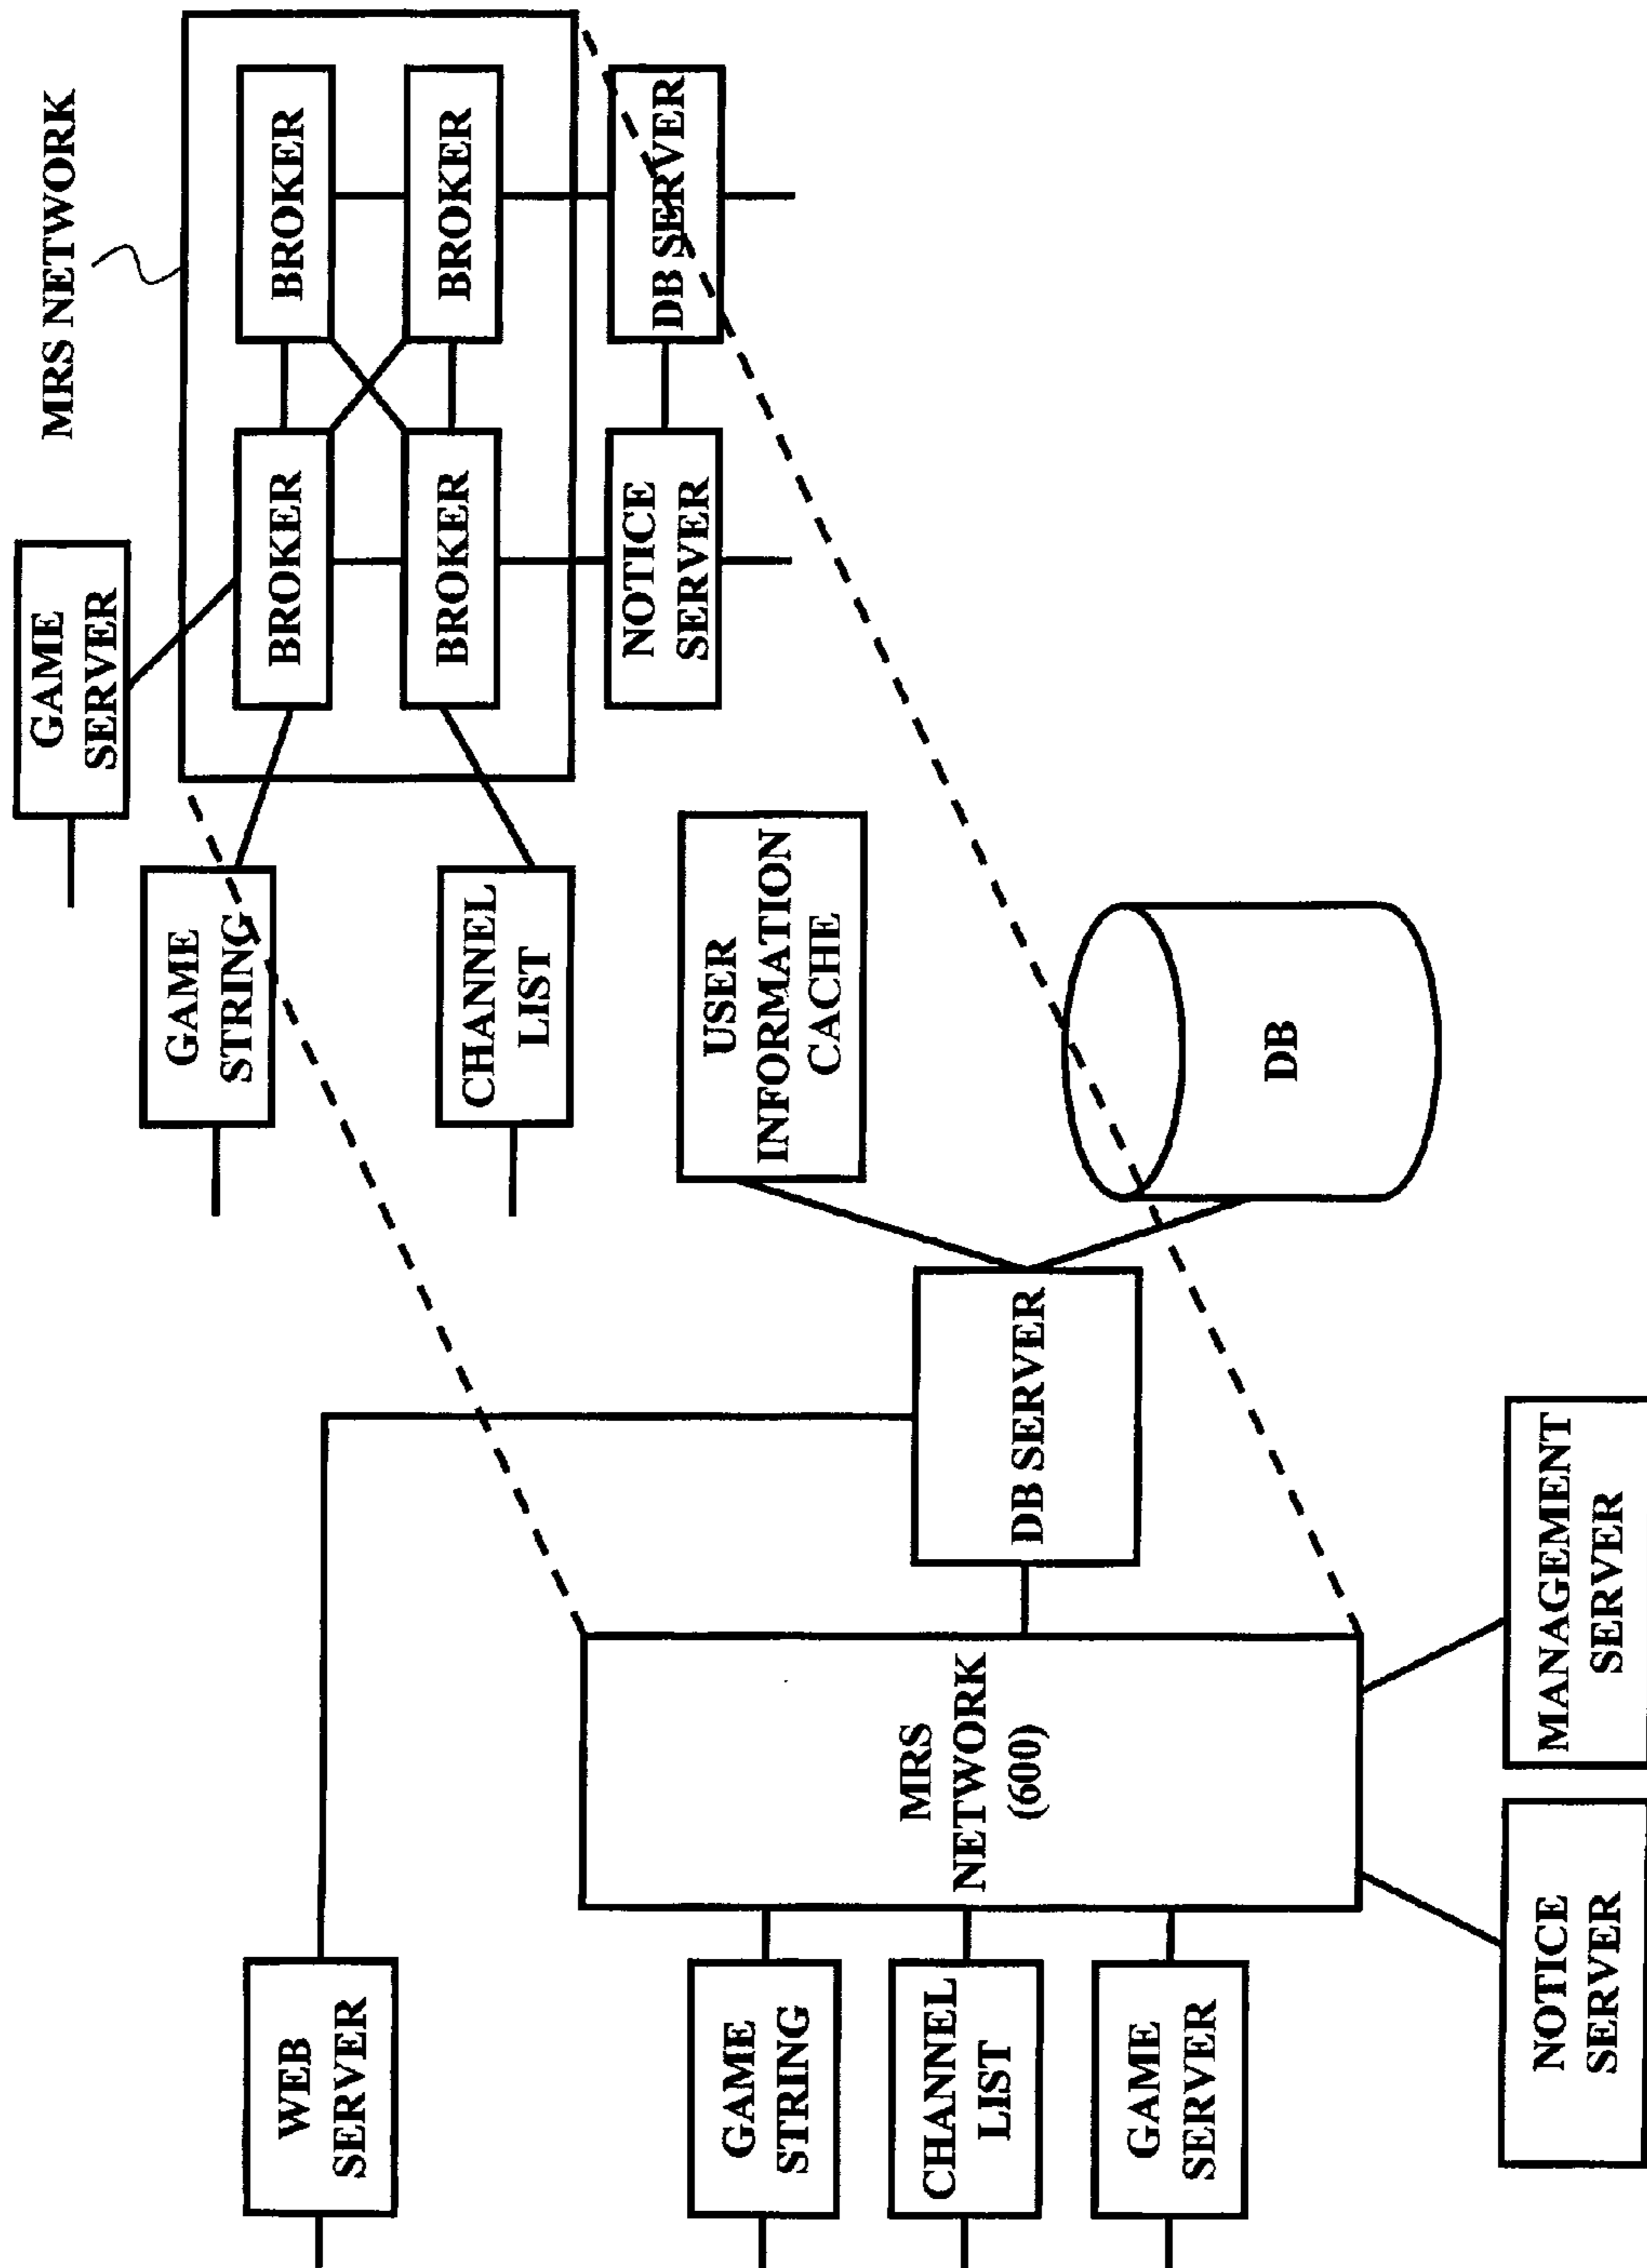 WEB
SERVER
GAME
STRING
CHANNEL
LIST
GAME
SERVER
MRS
NETWORK
(600)
NOTICE
SERVER
MANAGEMENT
SERVER
DB SERVER
USER
INFORMATION
CACHE
DB
GAME
STRING
CHANNEL
LIST
GAME
SERVER
MRS NETWORK
BROKER
BROKER
BROKER
BROKER
NOTICE
SERVER
DB SERVER